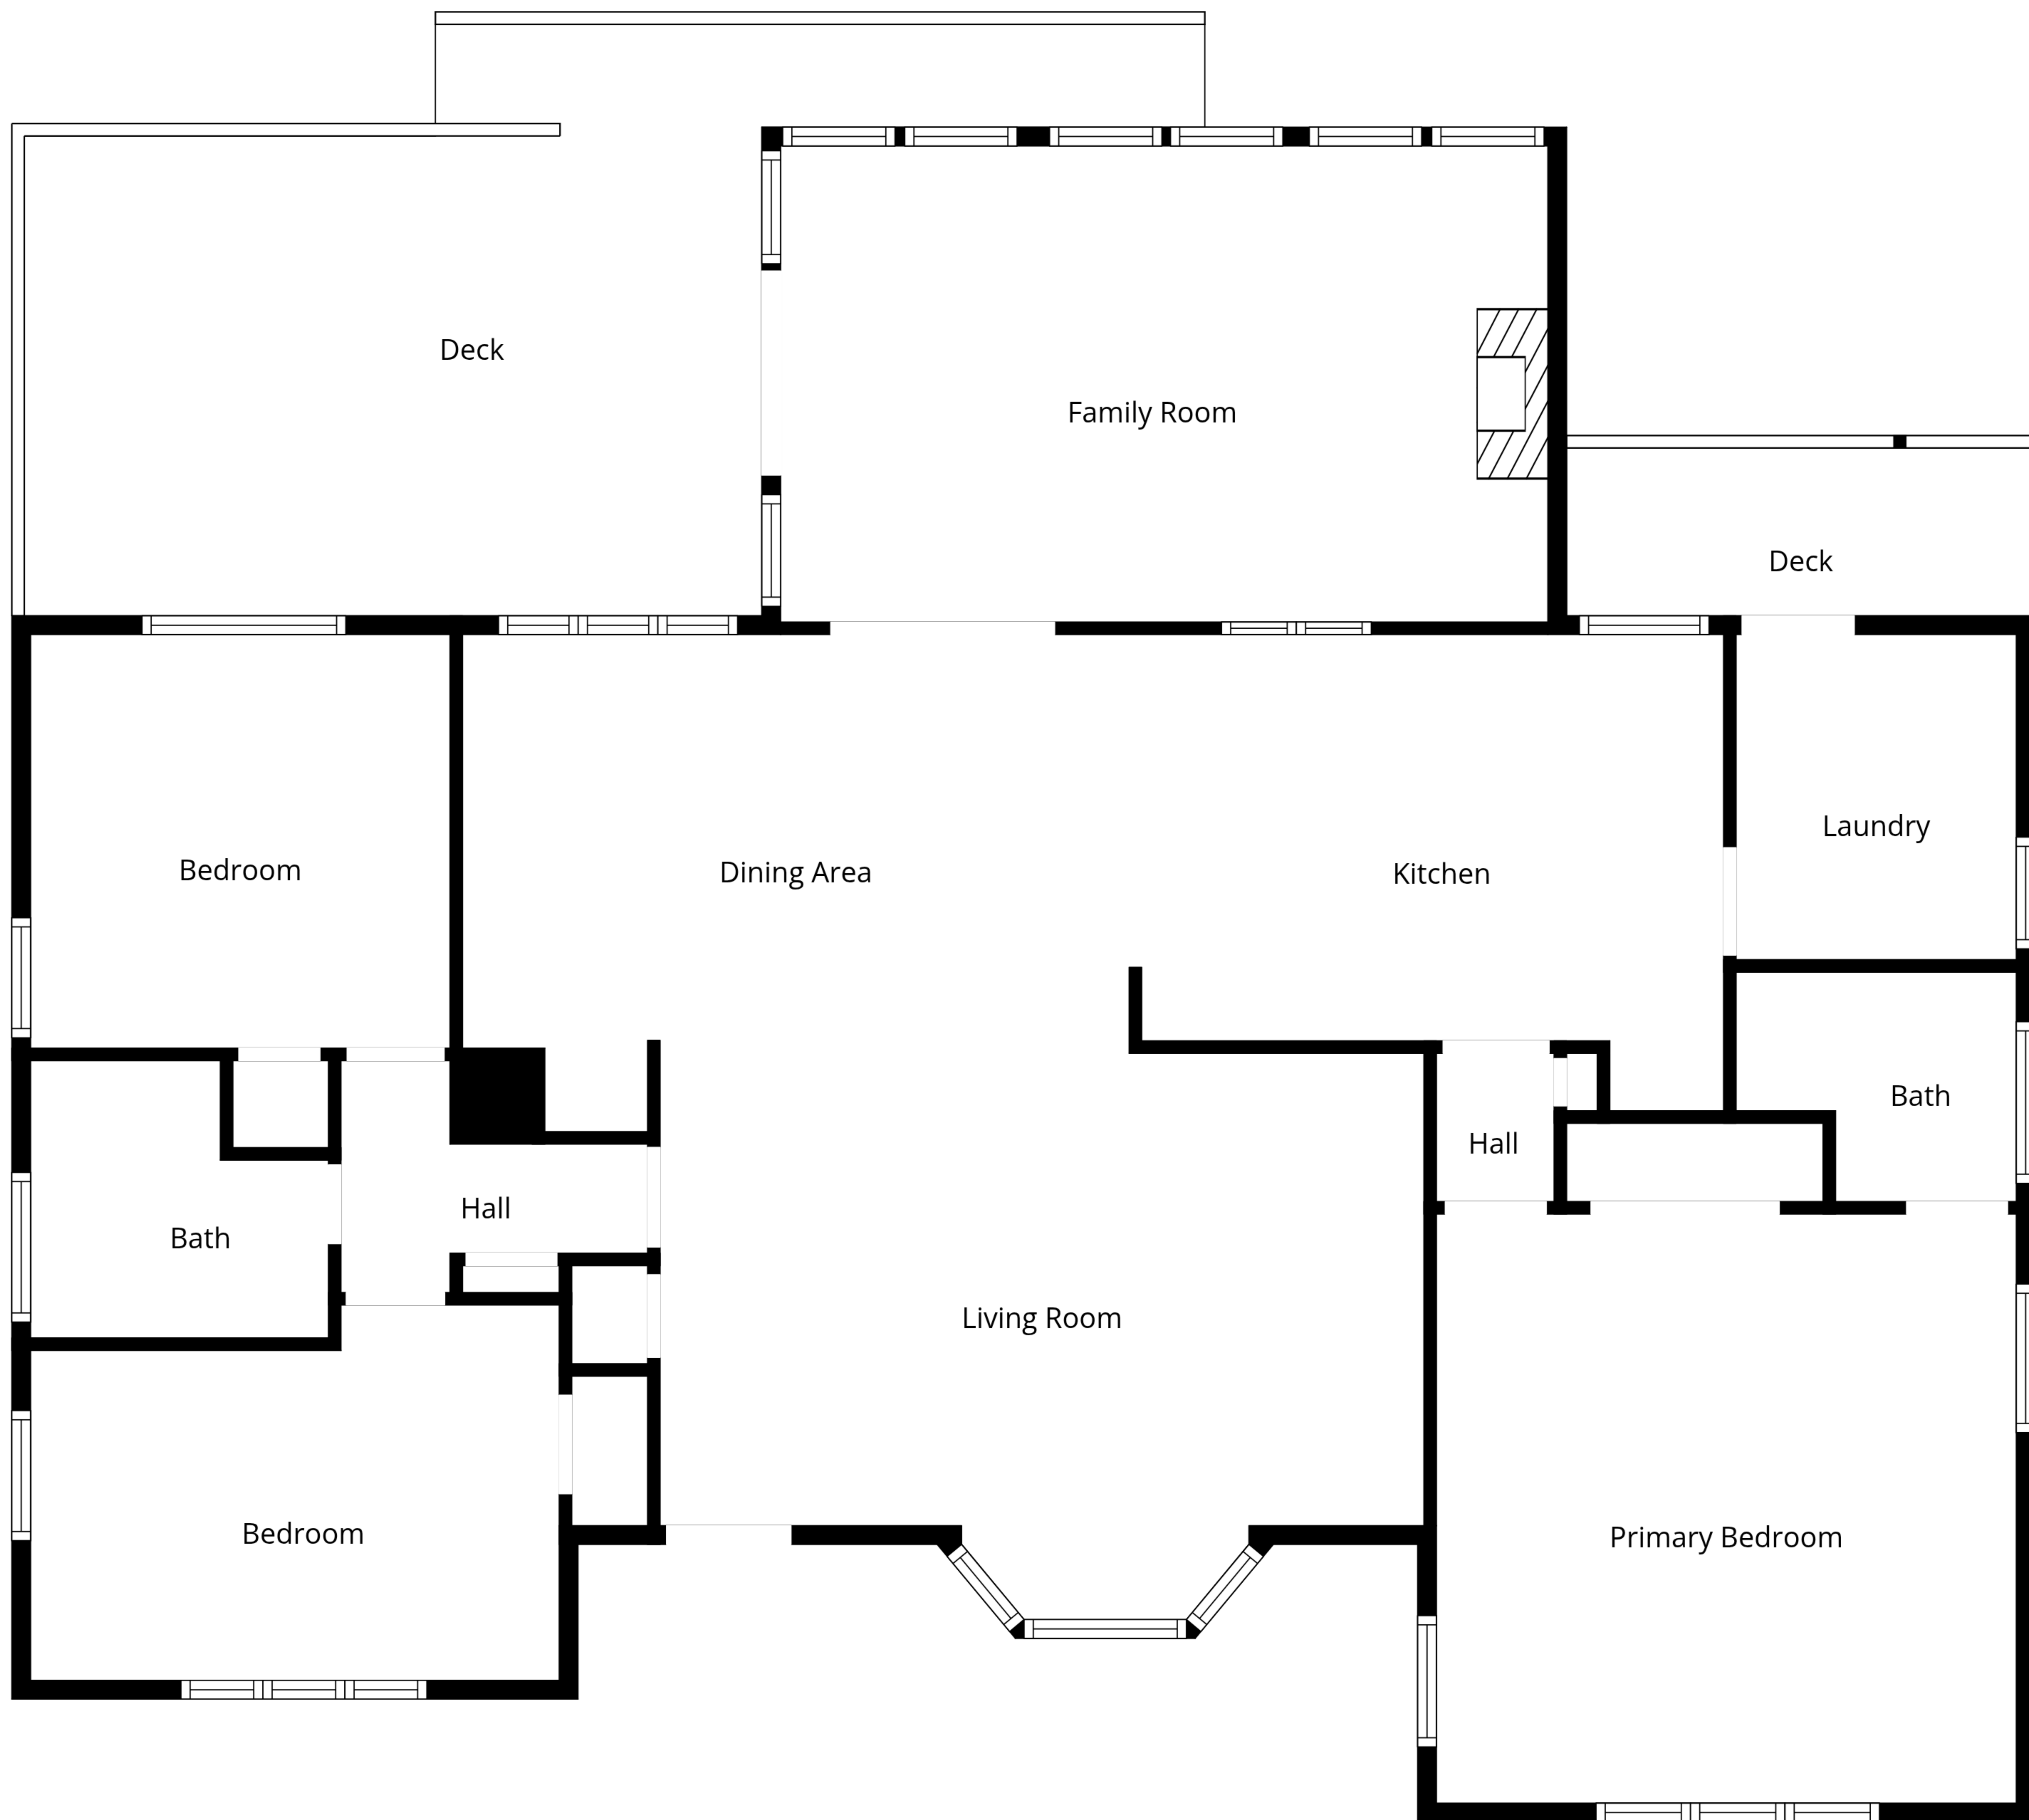 Deck
Family Room
Deck
Bedroom
Dining Area
Kitchen
Laundry
Bath
Hall
Hall
Bath
Living Room
Bedroom
Primary Bedroom